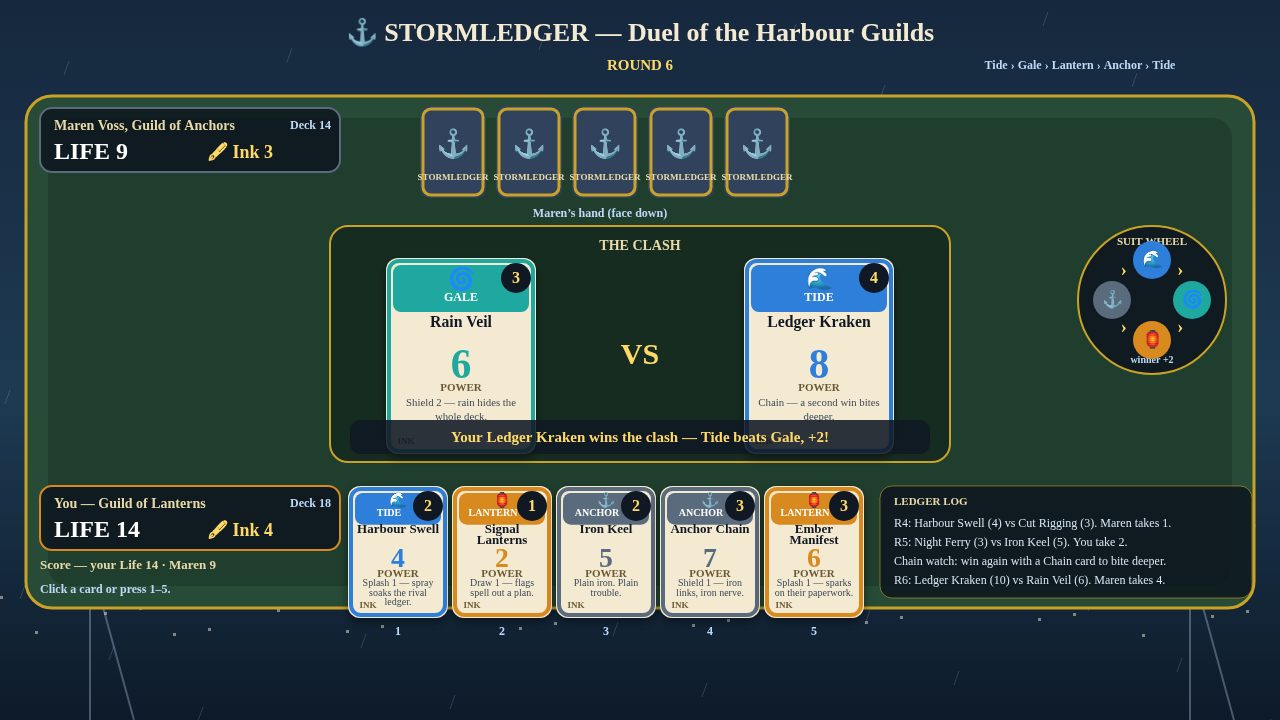 ⚓ STORMLEDGER — Duel of the Harbour Guilds
ROUND 6
Tide › Gale › Lantern › Anchor › Tide
Maren Voss, Guild of Anchors
Deck 14
LIFE 9
Ink 3
STORMLEDGER
STORMLEDGER
STORMLEDGER
STORMLEDGER
STORMLEDGER
Maren’s hand (face down)
THE CLASH
3
GALE
Rain Veil
6
POWER
Shield 2 — rain hides the
whole deck.
INK
VS
4
TIDE
Ledger Kraken
8
POWER
Chain — a second win bites
deeper.
Your Ledger Kraken wins the clash — Tide beats Gale, +2!
SUIT WHEEL
winner +2
You — Guild of Lanterns
Deck 18
LIFE 14
Ink 4
Score — your Life 14 · Maren 9
Click a card or press 1–5.
2
TIDE
Harbour Swell
4
POWER
Splash 1 — spray
soaks the rival
ledger.
INK
1
1
LANTERN
Signal
Lanterns
2
POWER
Draw 1 — flags
spell out a plan.
INK
2
2
ANCHOR
Iron Keel
5
POWER
Plain iron. Plain
trouble.
INK
3
3
ANCHOR
Anchor Chain
7
POWER
Shield 1 — iron
links, iron nerve.
INK
4
3
LANTERN
Ember
Manifest
6
POWER
Splash 1 — sparks
on their paperwork.
INK
5
LEDGER LOG
R4: Harbour Swell (4) vs Cut Rigging (3). Maren takes 1.
R5: Night Ferry (3) vs Iron Keel (5). You take 2.
Chain watch: win again with a Chain card to bite deeper.
R6: Ledger Kraken (10) vs Rain Veil (6). Maren takes 4.